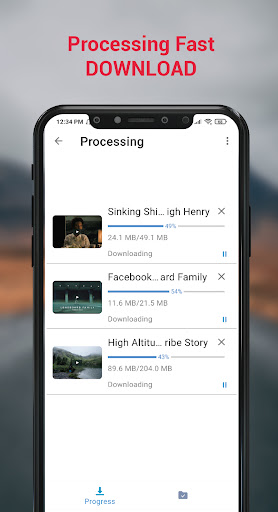 Processing Fast
DOWNLOAD
12:34 PM
Processing
Sinking Shi... igh Henry
49%
24.1 MB/49.1 MB
Downloading
Facebook... ard Family
54%
11.6 MB/21.5 MB
Downloading
High Altitu... ribe Story
43%
89.6 MB/204.0 MB
Downloading
Progress